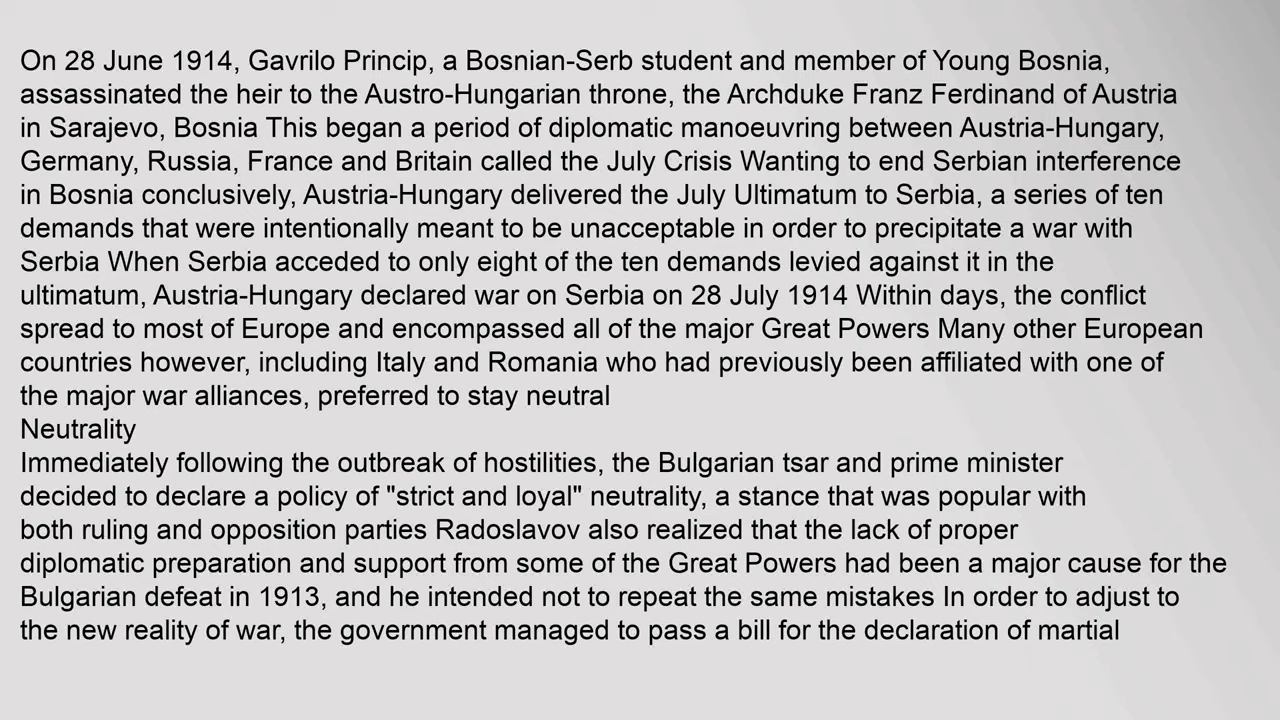 On 28 June 1914, Gavrilo Princip, a Bosnian-Serb student and member of Young Bosnia,
assassinated the heir to the Austro-Hungarian throne, the Archduke Franz Ferdinand of Austria
in Sarajevo, Bosnia This began a period of diplomatic manoeuvring between Austria-Hungary,
Germany, Russia, France and Britain called the July Crisis Wanting to end Serbian interference
in Bosnia conclusively, Austria-Hungary delivered the July Ultimatum to Serbia, a series of ten
demands that were intentionally meant to be unacceptable in order to precipitate a war with
Serbia When Serbia acceded to only eight of the ten demands levied against it in the
ultimatum, Austria-Hungary declared war on Serbia on 28 July 1914 Within days, the conflict
spread to most of Europe and encompassed all of the major Great Powers Many other European
countries however, including Italy and Romania who had previously been affiliated with one of
the major war alliances, preferred to stay neutral
Neutrality
Immediately following the outbreak of hostilities, the Bulgarian tsar and prime minister
decided to declare a policy of "strict and loyal" neutrality, a stance that was popular with
both ruling and opposition parties Radoslavov also realized that the lack of proper
diplomatic preparation and support from some of the Great Powers had been a major cause for the
Bulgarian defeat in 1913, and he intended not to repeat the same mistakes In order to adjust to
the new reality of war, the government managed to pass a bill for the declaration of martial